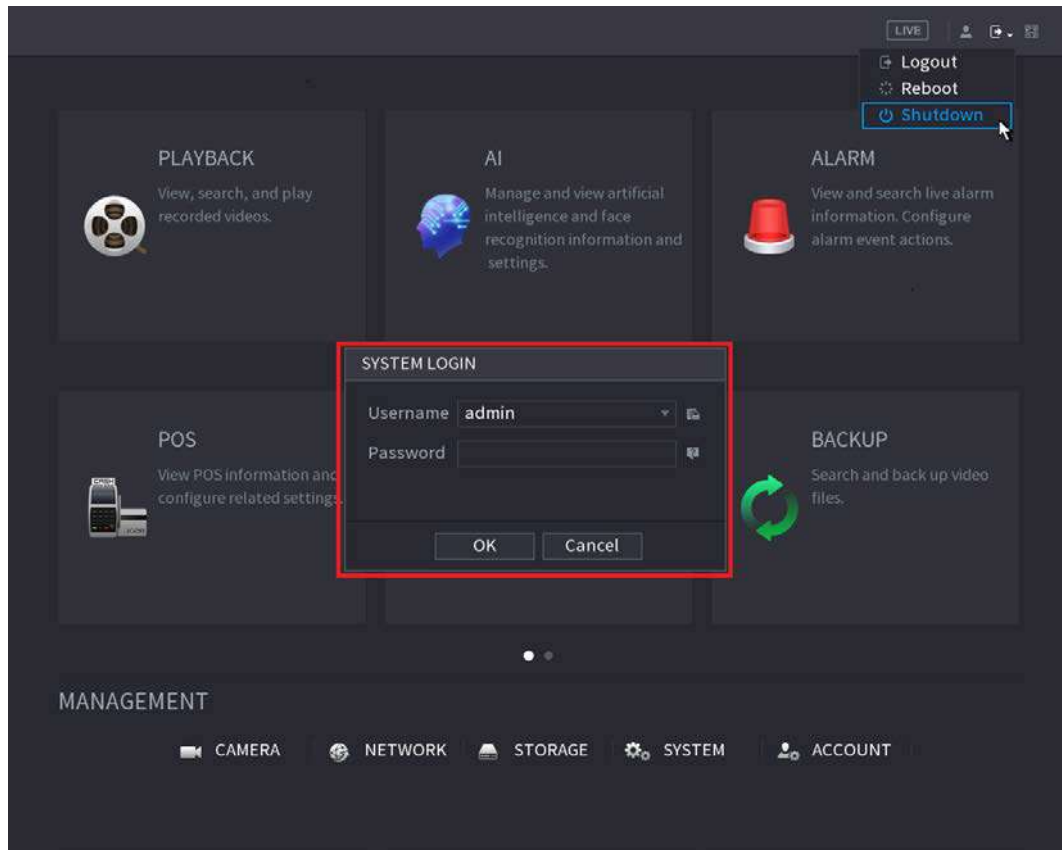 LIVE
Logout
Reboot
Shutdown
PLAYBACK
View, search, and play
recorded videos.
AI
Manage and view artificial
intelligence and face
recognition information and
settings.
ALARM
View and search live alarm
information. Configure
alarm event actions.
SYSTEM LOGIN
Username admin
Password
OK Cancel
POS
View POS information and
configure related settings.
BACKUP
Search and back up video
files.
MANAGEMENT
CAMERA NETWORK STORAGE SYSTEM ACCOUNT